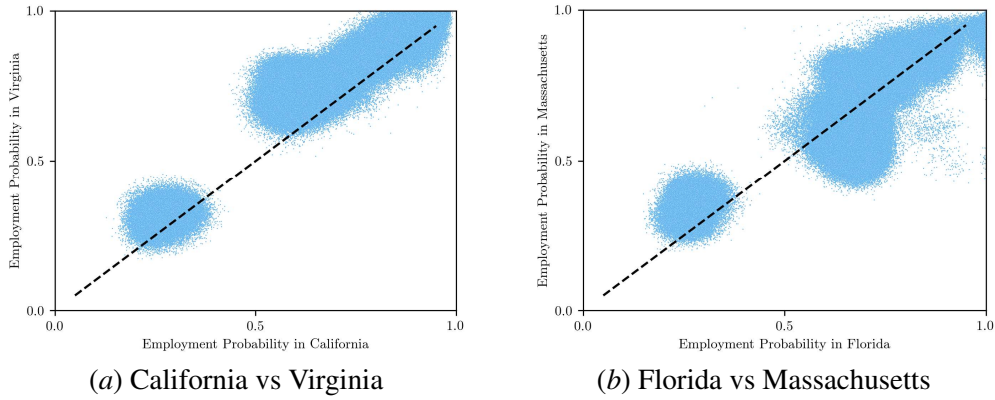 1.0
0.5
0.0
0.0
0.5
1.0
Employment Probability in Virginia
Employment Probability in California
(a) California vs Virginia
1.0
0.5
0.0
0.0
0.5
1.0
Employment Probability in Massachusetts
Employment Probability in Florida
(b) Florida vs Massachusetts